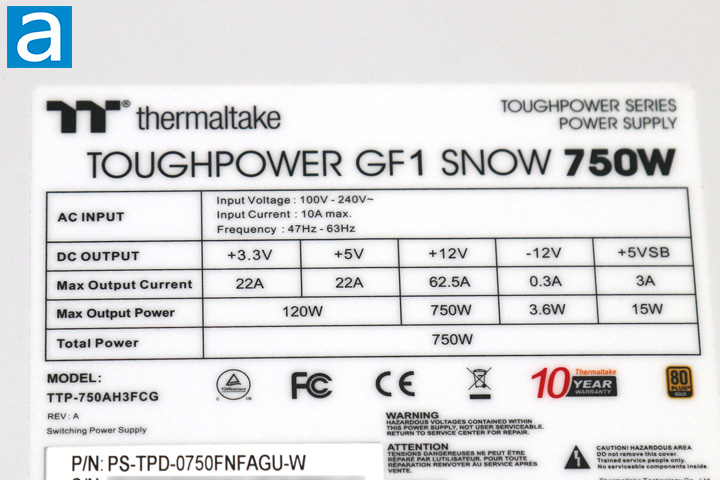 a
thermaltake
TOUGHPOWER SERIES
POWER SUPPLY
TOUGHPOWER GF1 SNOW 750W
AC INPUT
Input Voltage : 100V - 240V~
Input Current : 10A max.
Frequency : 47Hz - 63Hz
DC OUTPUT +3.3V +5V +12V -12V +5VSB
Max Output Current 22A 22A 62.5A 0.3A 3A
Max Output Power 120W 750W 3.6W 15W
Total Power 750W
MODEL:
TTP-750AH3FCG
REV : A
Switching Power Supply
FC
CE
Thermaltake
10 YEAR
WARRANTY
80
PLUS
GOLD
WARNING
HAZARDOUS VOLTAGES CONTAINED WITHIN
THIS POWER SUPPLY, NOT USER SERVICEABLE.
RETURN TO SERVICE CENTER FOR REPAIR.
ATTENTION
TENSIONS DANGEREUSES NE PEUT
ÊTRE RÉPARER PAR L'UTILISATEUR. POUR
RÉPARATION RENVOYER AU SERVICE APRÈS
VENTE.
CAUTION! HAZARDOUS AREA
Do not remove this cover.
Trained service people only.
No serviceable components inside.
P/N: PS-TPD-0750FNFAGU-W